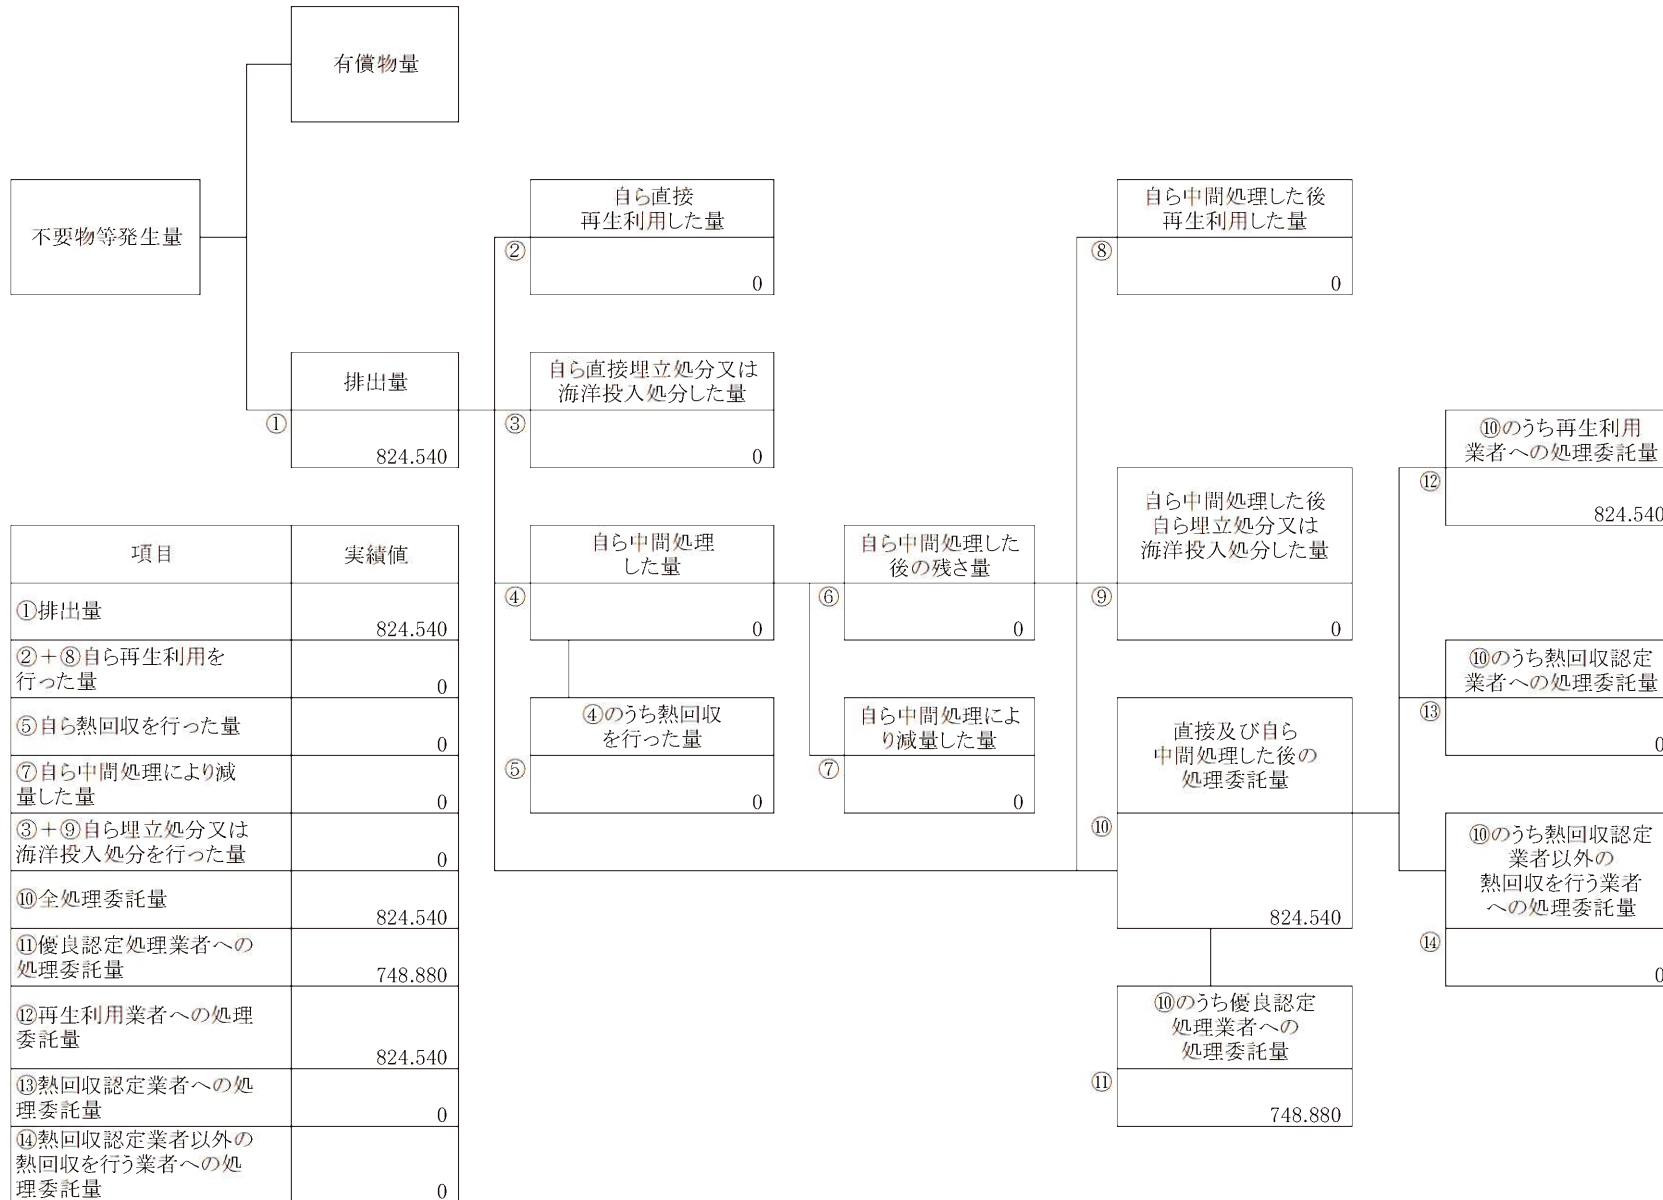 有償物量
不要物等発生量
排出量
①
824.540
自ら直接
再生利用した量
②
0
自ら直接埋立処分又は
海洋投入処分した量
③
0
自ら中間処理
した量
④
0
④のうち熱回収
を行った量
⑤
0
自ら中間処理した
後の残さ量
⑥
0
自ら中間処理によ
り減量した量
⑦
0
自ら中間処理した後
再生利用した量
⑧
0
自ら中間処理した後
自ら埋立処分又は
海洋投入処分した量
⑨
0
直接及び自ら
中間処理した後の
処理委託量
⑩
824.540
⑩のうち優良認定
処理業者への
処理委託量
⑪
748.880
⑩のうち再生利用
業者への処理委託量
⑫
824.540
⑩のうち熱回収認定
業者への処理委託量
⑬
0
⑩のうち熱回収認定
業者以外の
熱回収を行う業者
への処理委託量
⑭
0
項目 実績値
①排出量
824.540
②+⑧自ら再生利用を
行った量
0
⑤自ら熱回収を行った量
0
⑦自ら中間処理により減
量した量
0
③+⑨自ら埋立処分又は
海洋投入処分を行った量
0
⑩全処理委託量
824.540
⑪優良認定処理業者への
処理委託量
748.880
⑫再生利用業者への処理
委託量
824.540
⑬熱回収認定業者への処
理委託量
0
⑭熱回収認定業者以外の
熱回収を行う業者への処
理委託量
0